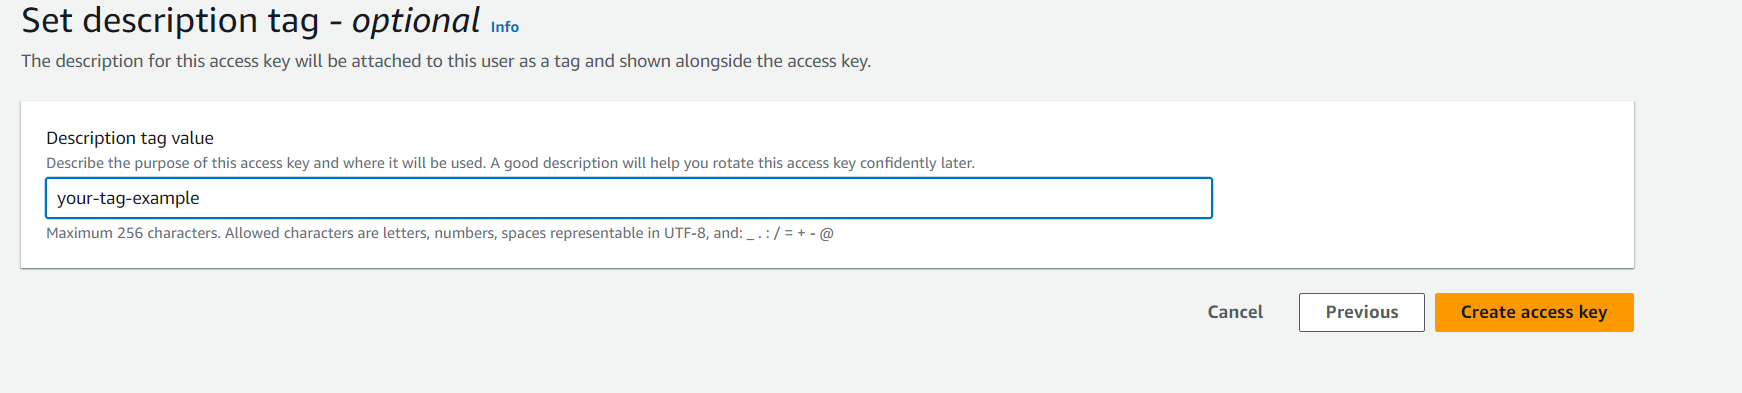 Set description tag - optional Info
The description for this access key will be attached to this user as a tag and shown alongside the access key.
Description tag value
Describe the purpose of this access key and where it will be used. A good description will help you rotate this access key confidently later.
your-tag-example
Maximum 256 characters. Allowed characters are letters, numbers, spaces representable in UTF-8, and: _ . : / = + - @
Cancel Previous Create access key